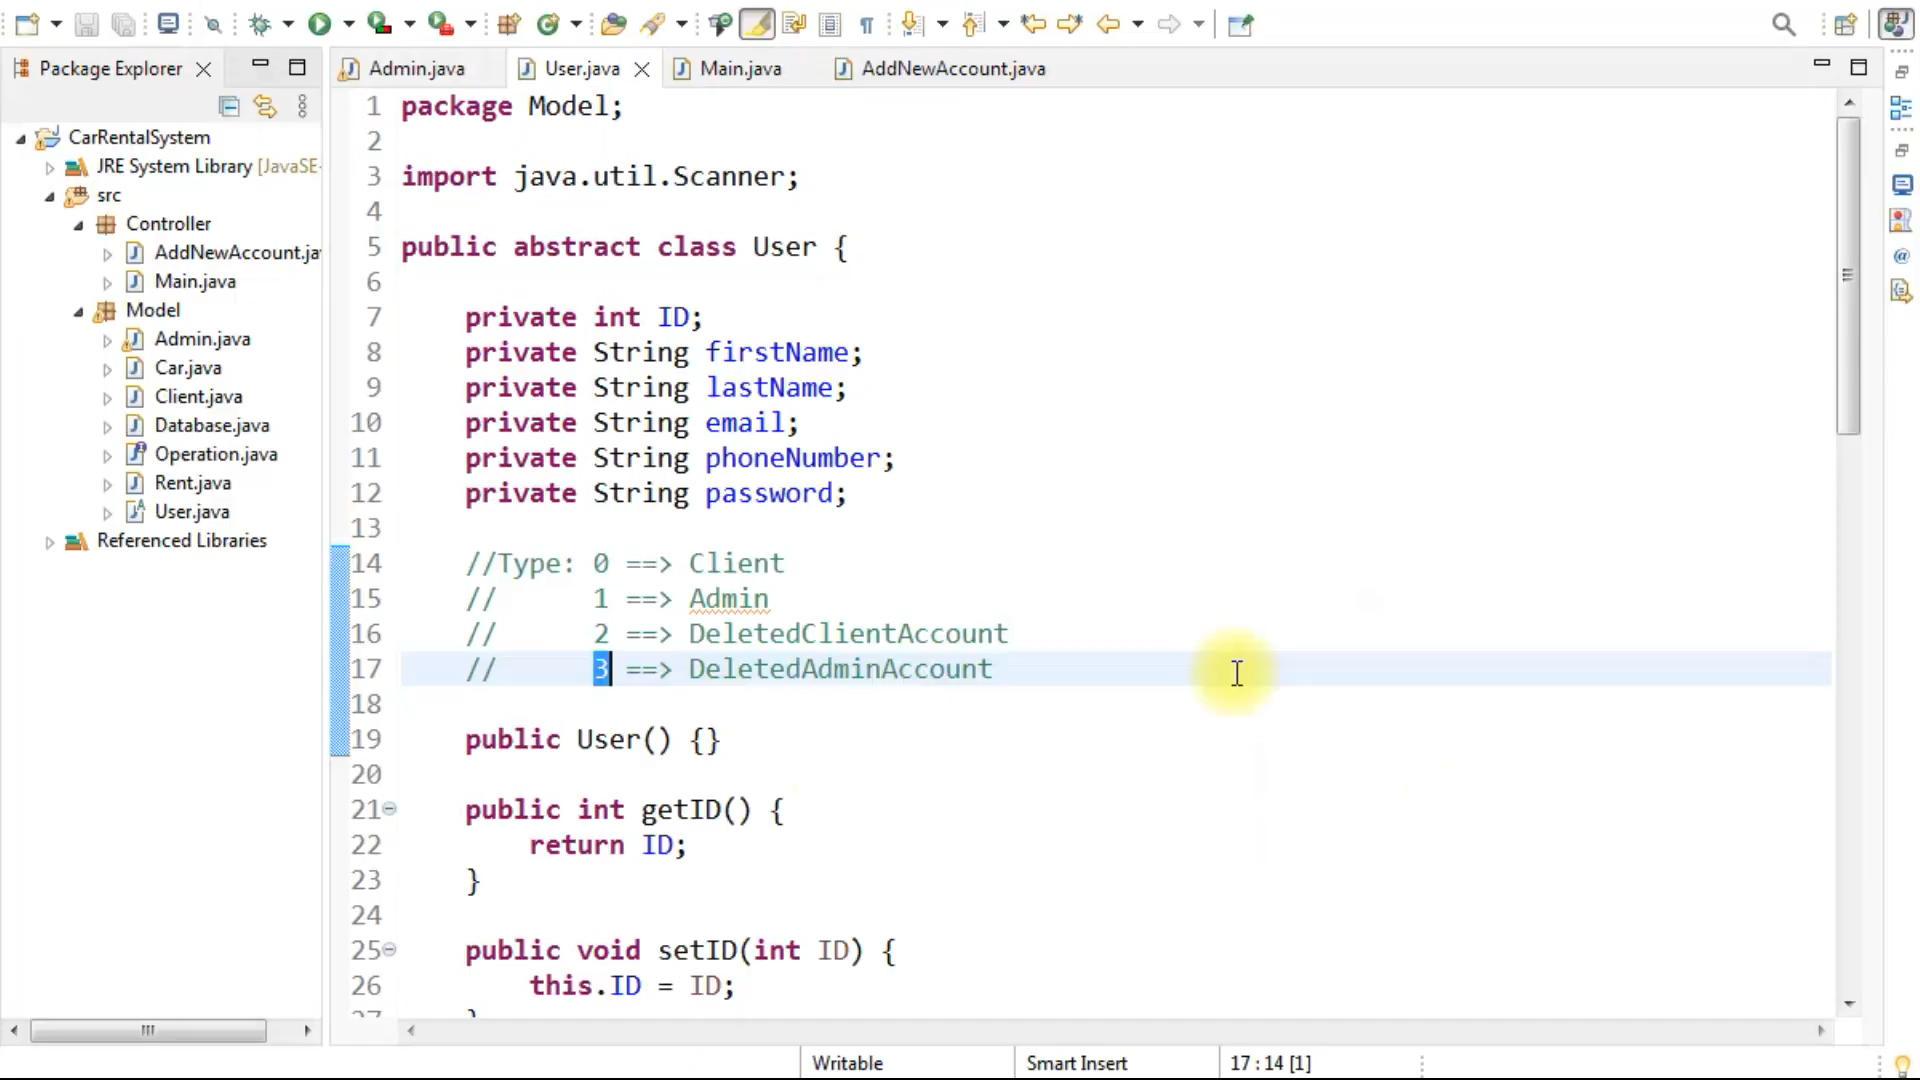 Package Explorer
Admin.java
User.java
Main.java
AddNewAccount.java
CarRentalSystem
JRE System Library [JavaSE-
src
Controller
AddNewAccount.ja
Main.java
Model
Admin.java
Car.java
Client.java
Database.java
Operation.java
Rent.java
User.java
Referenced Libraries
1 package Model;
2
3 import java.util.Scanner;
4
5 public abstract class User {
6
7 private int ID;
8 private String firstName;
9 private String lastName;
10 private String email;
11 private String phoneNumber;
12 private String password;
13
14 //Type: 0 ==> Client
15 // 1 ==> Admin
16 // 2 ==> DeletedClientAccount
17 // 3 ==> DeletedAdminAccount
18
19 public User() {}
20
21 public int getID() {
22 return ID;
23 }
24
25 public void setID(int ID) {
26 this.ID = ID;
27 }
Writable
Smart Insert
17 : 14 [1]